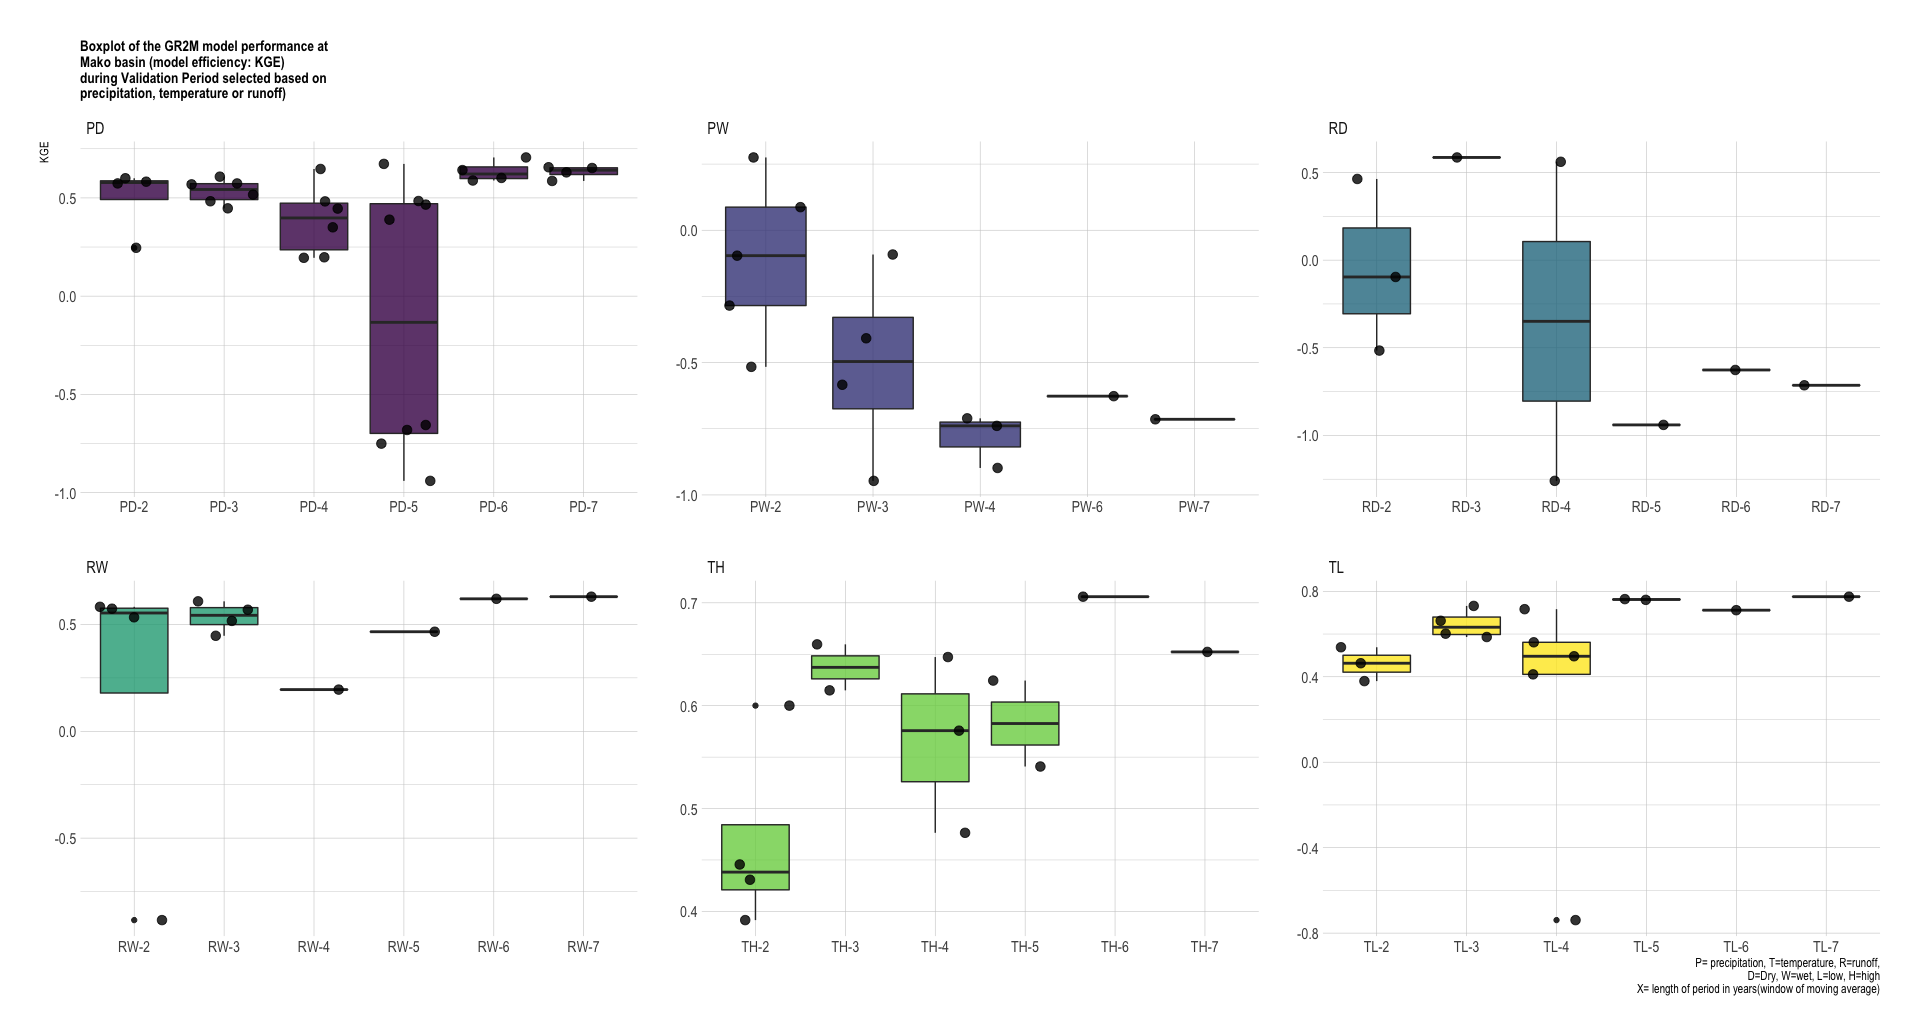 Boxplot of the GR2M model performance at
Mako basin (model efficiency: KGE)
during Validation Period selected based on
precipitation, temperature or runoff)
PD
PW
RD
KGE
0.5
0.0
-0.5
-1.0
PD-2 PD-3 PD-4 PD-5 PD-6 PD-7
0.0
-0.5
-1.0
PW-2 PW-3 PW-4 PW-6 PW-7
0.5
0.0
-0.5
-1.0
RD-2 RD-3 RD-4 RD-5 RD-6 RD-7
RW
TH
TL
0.5
0.0
-0.5
RW-2 RW-3 RW-4 RW-5 RW-6 RW-7
0.7
0.6
0.5
0.4
TH-2 TH-3 TH-4 TH-5 TH-6 TH-7
0.8
0.4
0.0
-0.4
-0.8
TL-2 TL-3 TL-4 TL-5 TL-6 TL-7
P= precipitation, T=temperature, R=runoff,
D=Dry, W=wet, L=low, H=high
X= length of period in years(window of moving average)